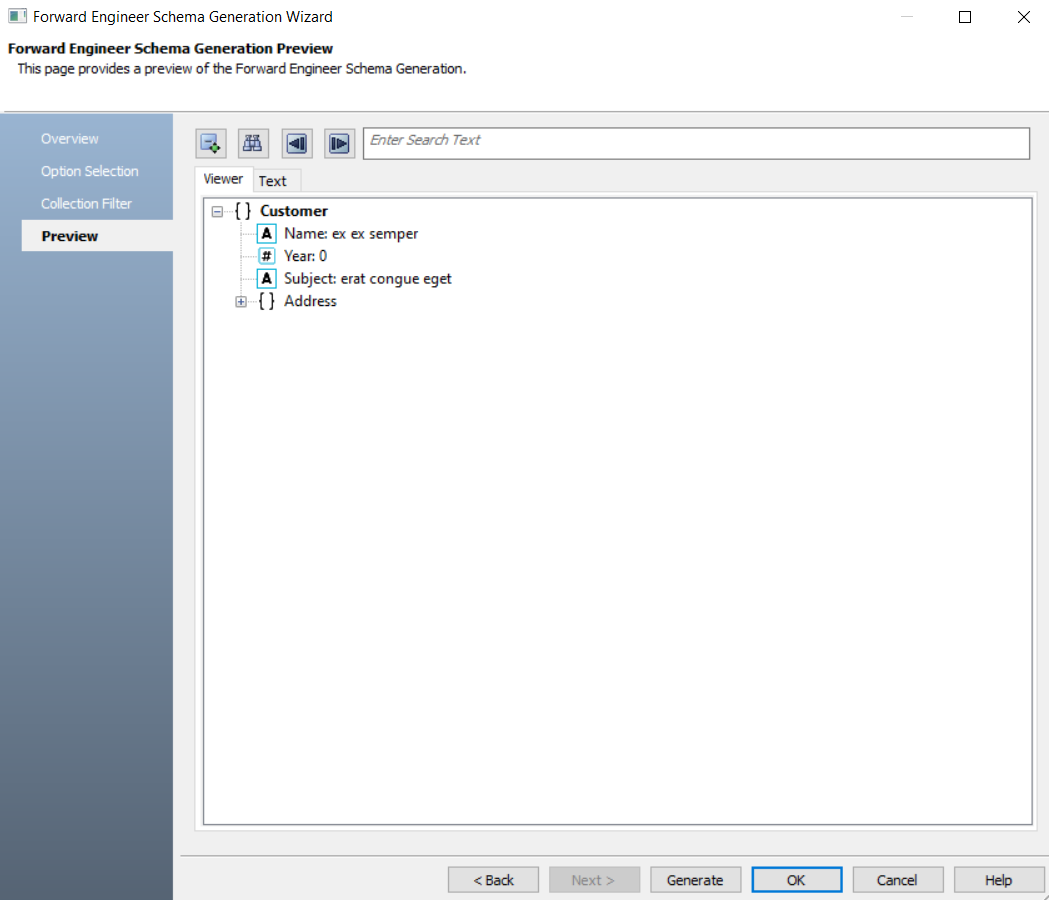 Forward Engineer Schema Generation Wizard
Forward Engineer Schema Generation Preview
This page provides a preview of the Forward Engineer Schema Generation.
Overview
Option Selection
Collection Filter
Preview
Enter Search Text
Viewer Text
{ } Customer
A Name: ex ex semper
# Year: 0
A Subject: erat congue eget
{ } Address
< Back Next > Generate OK Cancel Help